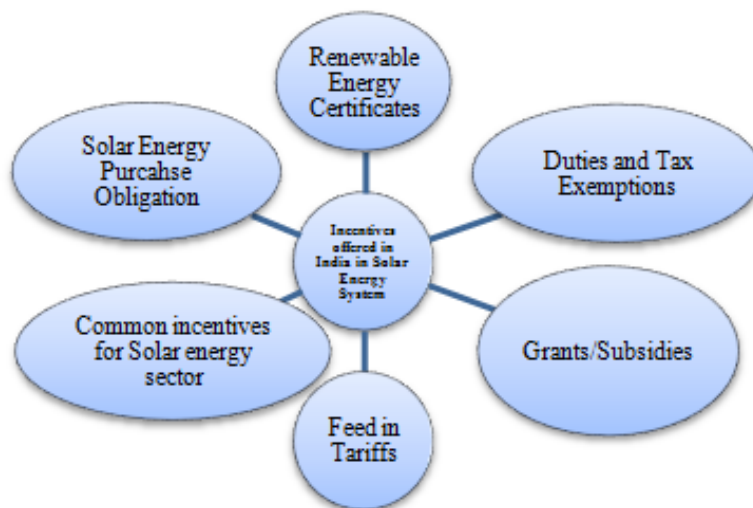 Renewable
Energy
Certificates
Solar Energy
Purcahse
Obligation
Duties and Tax
Exemptions
Incentives
offered in
India in Solar
Energy
System
Common incentives
for Solar energy
sector
Grants/Subsidies
Feed in
Tariffs